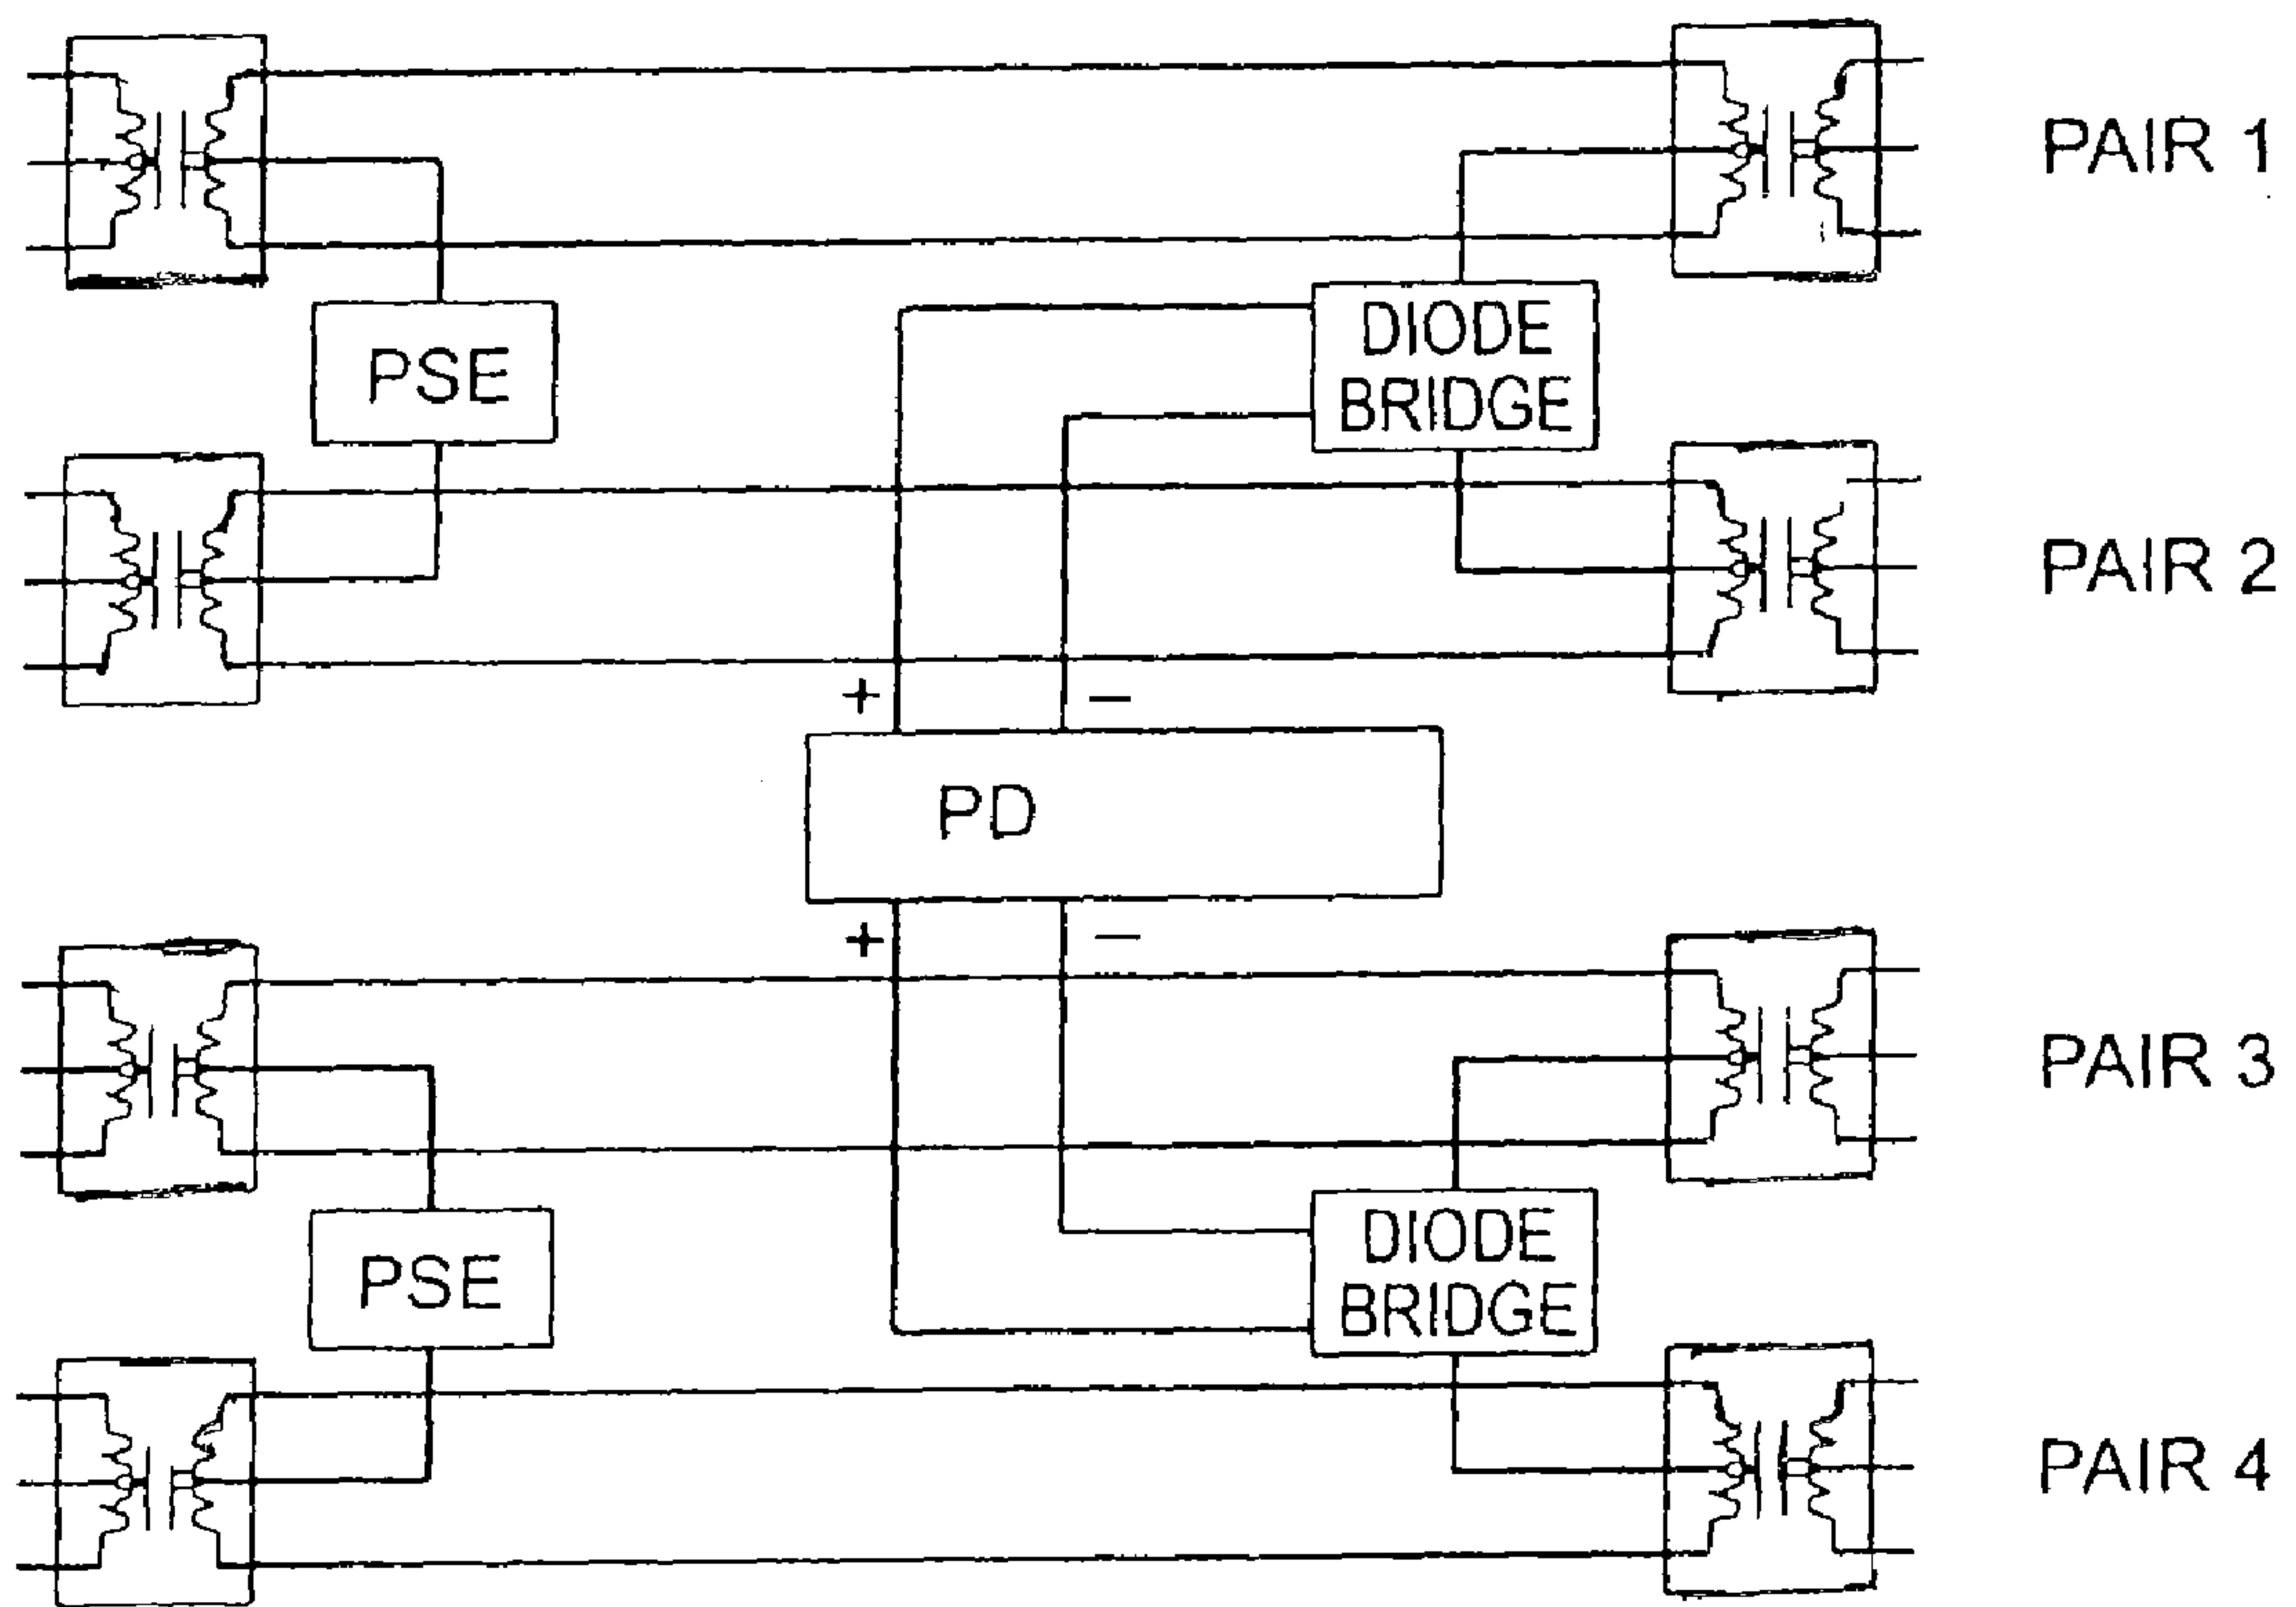 PAIR 1
DIODE
BRIDGE
PSE
PAIR 2
+ −
PD
+ −
PAIR 3
DIODE
BRIDGE
PSE
PAIR 4